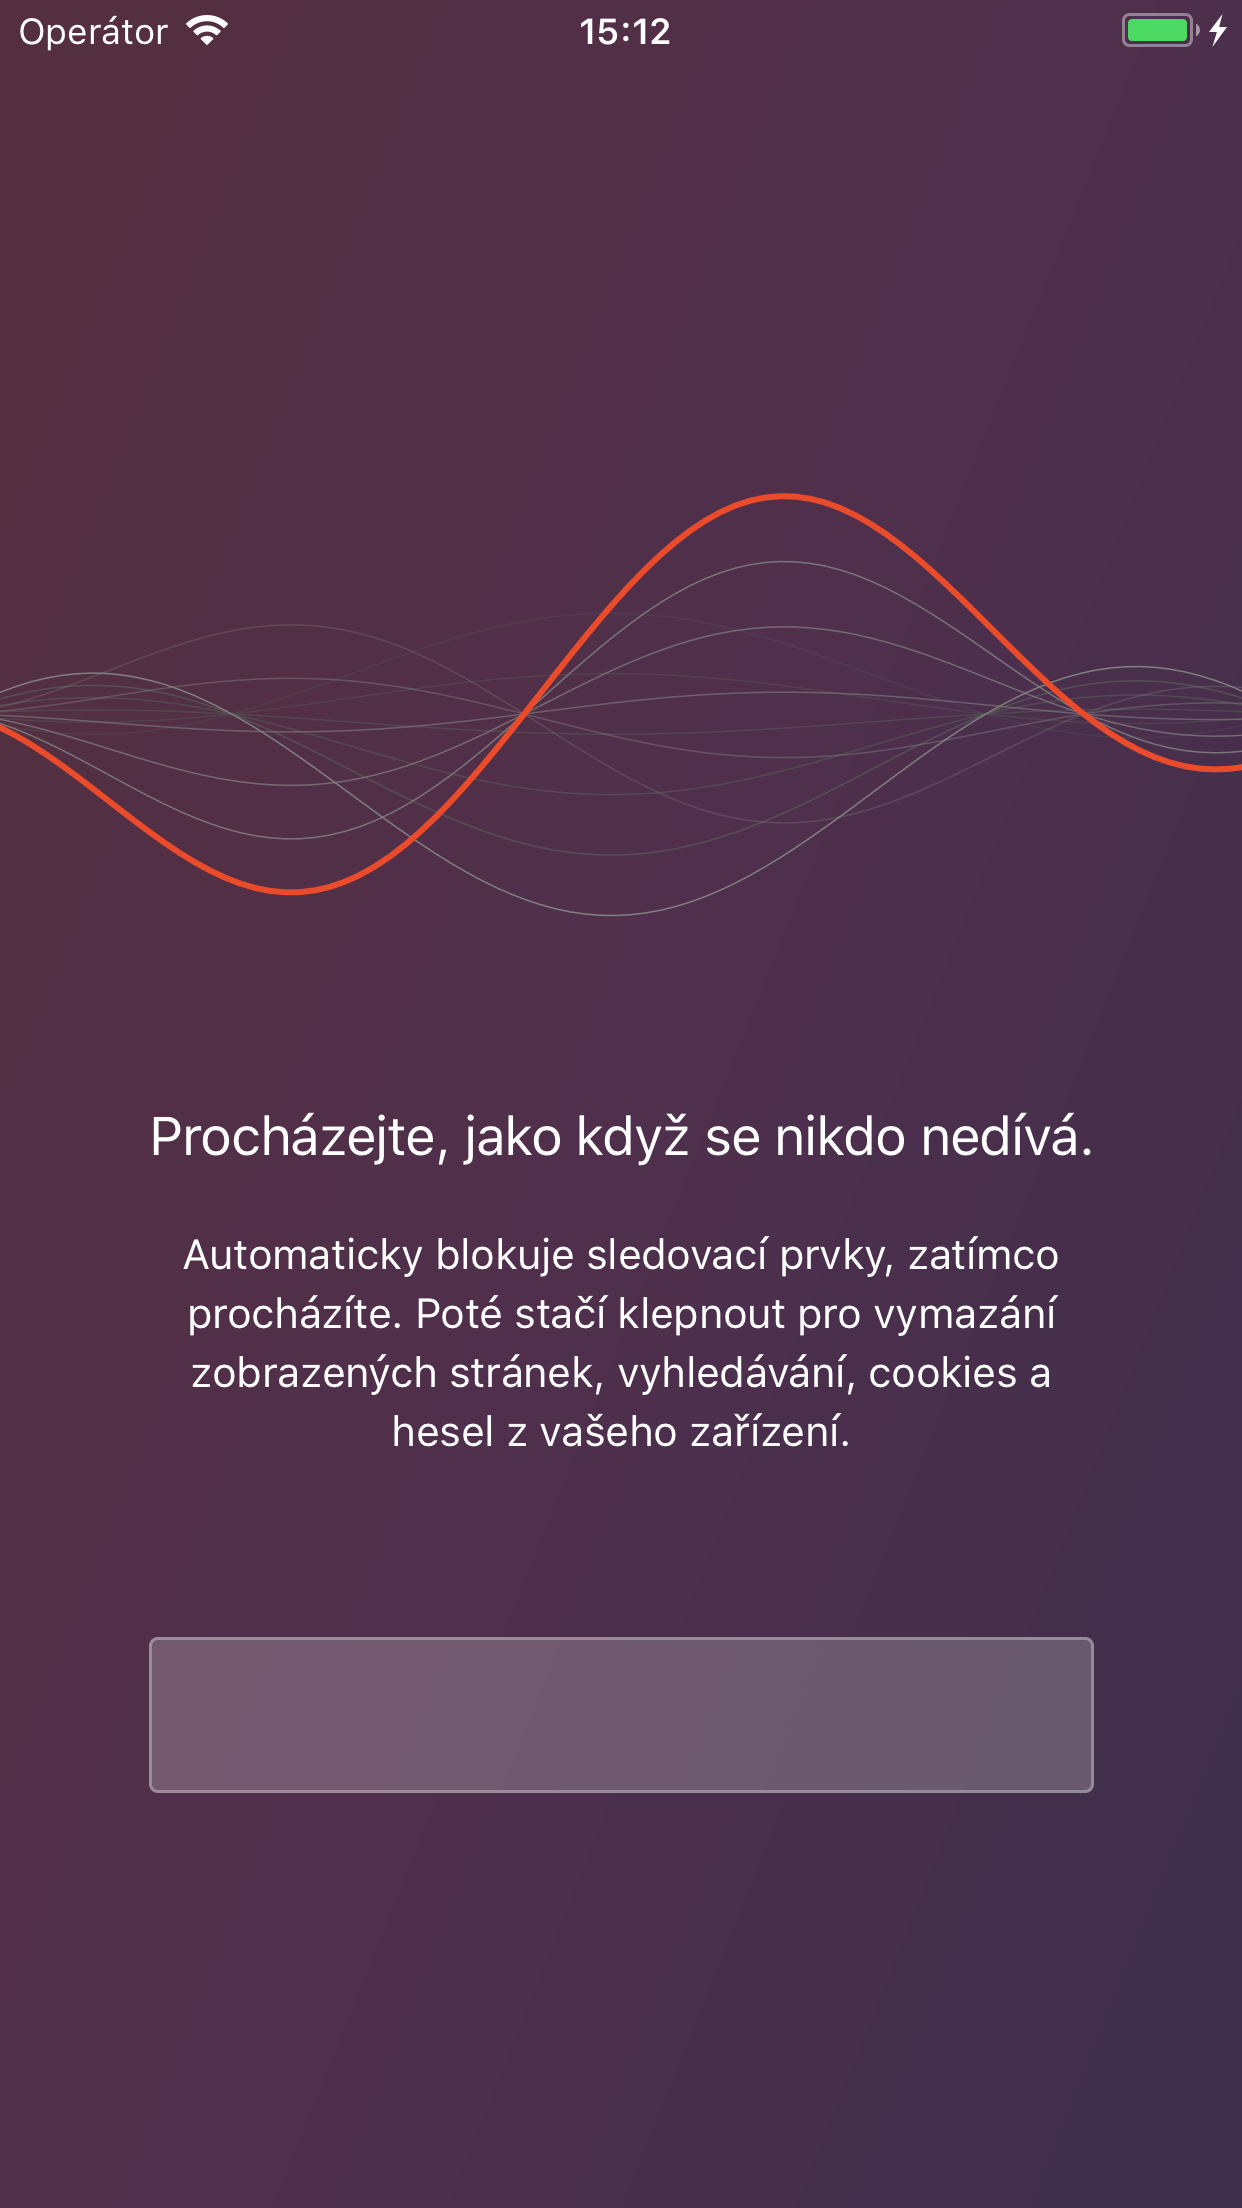 Operátor
15:12
Procházejte, jako když se nikdo nedívá.
Automaticky blokuje sledovací prvky, zatímco
procházíte. Poté stačí klepnout pro vymazání
zobrazených stránek, vyhledávání, cookies a
hesel z vašeho zařízení.